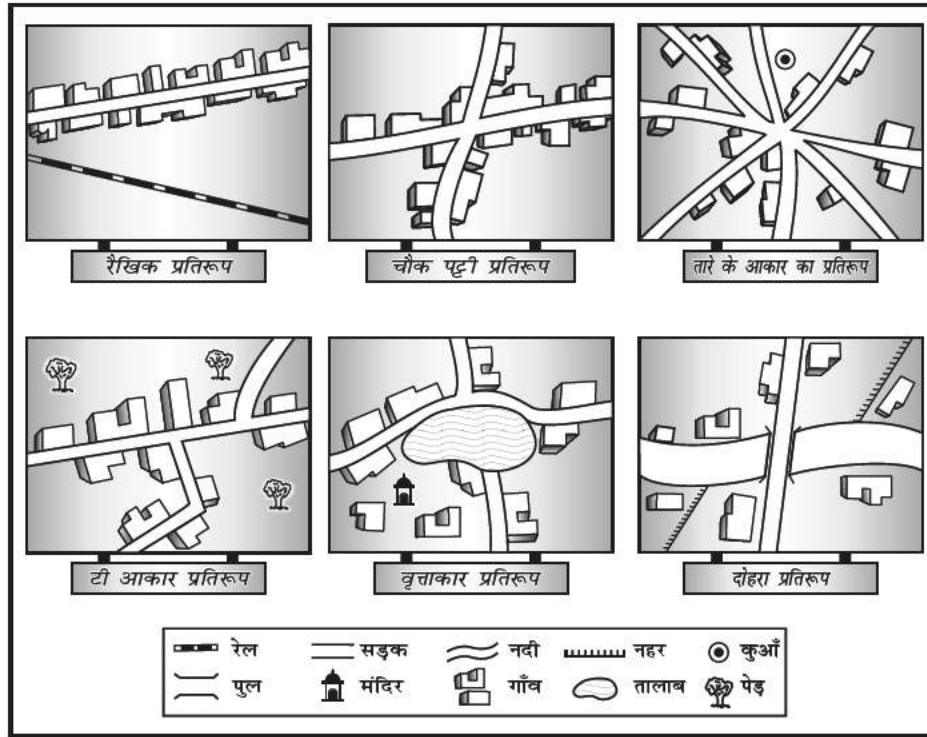 रैखिक प्रतिरूप
चौक पट्टी प्रतिरूप
तारे के आकार का प्रतिरूप
टी आकार प्रतिरूप
वृत्ताकार प्रतिरूप
दोहरा प्रतिरूप
रेल सड़क नदी नहर कुआँ
पुल मंदिर गाँव तालाब पेड़